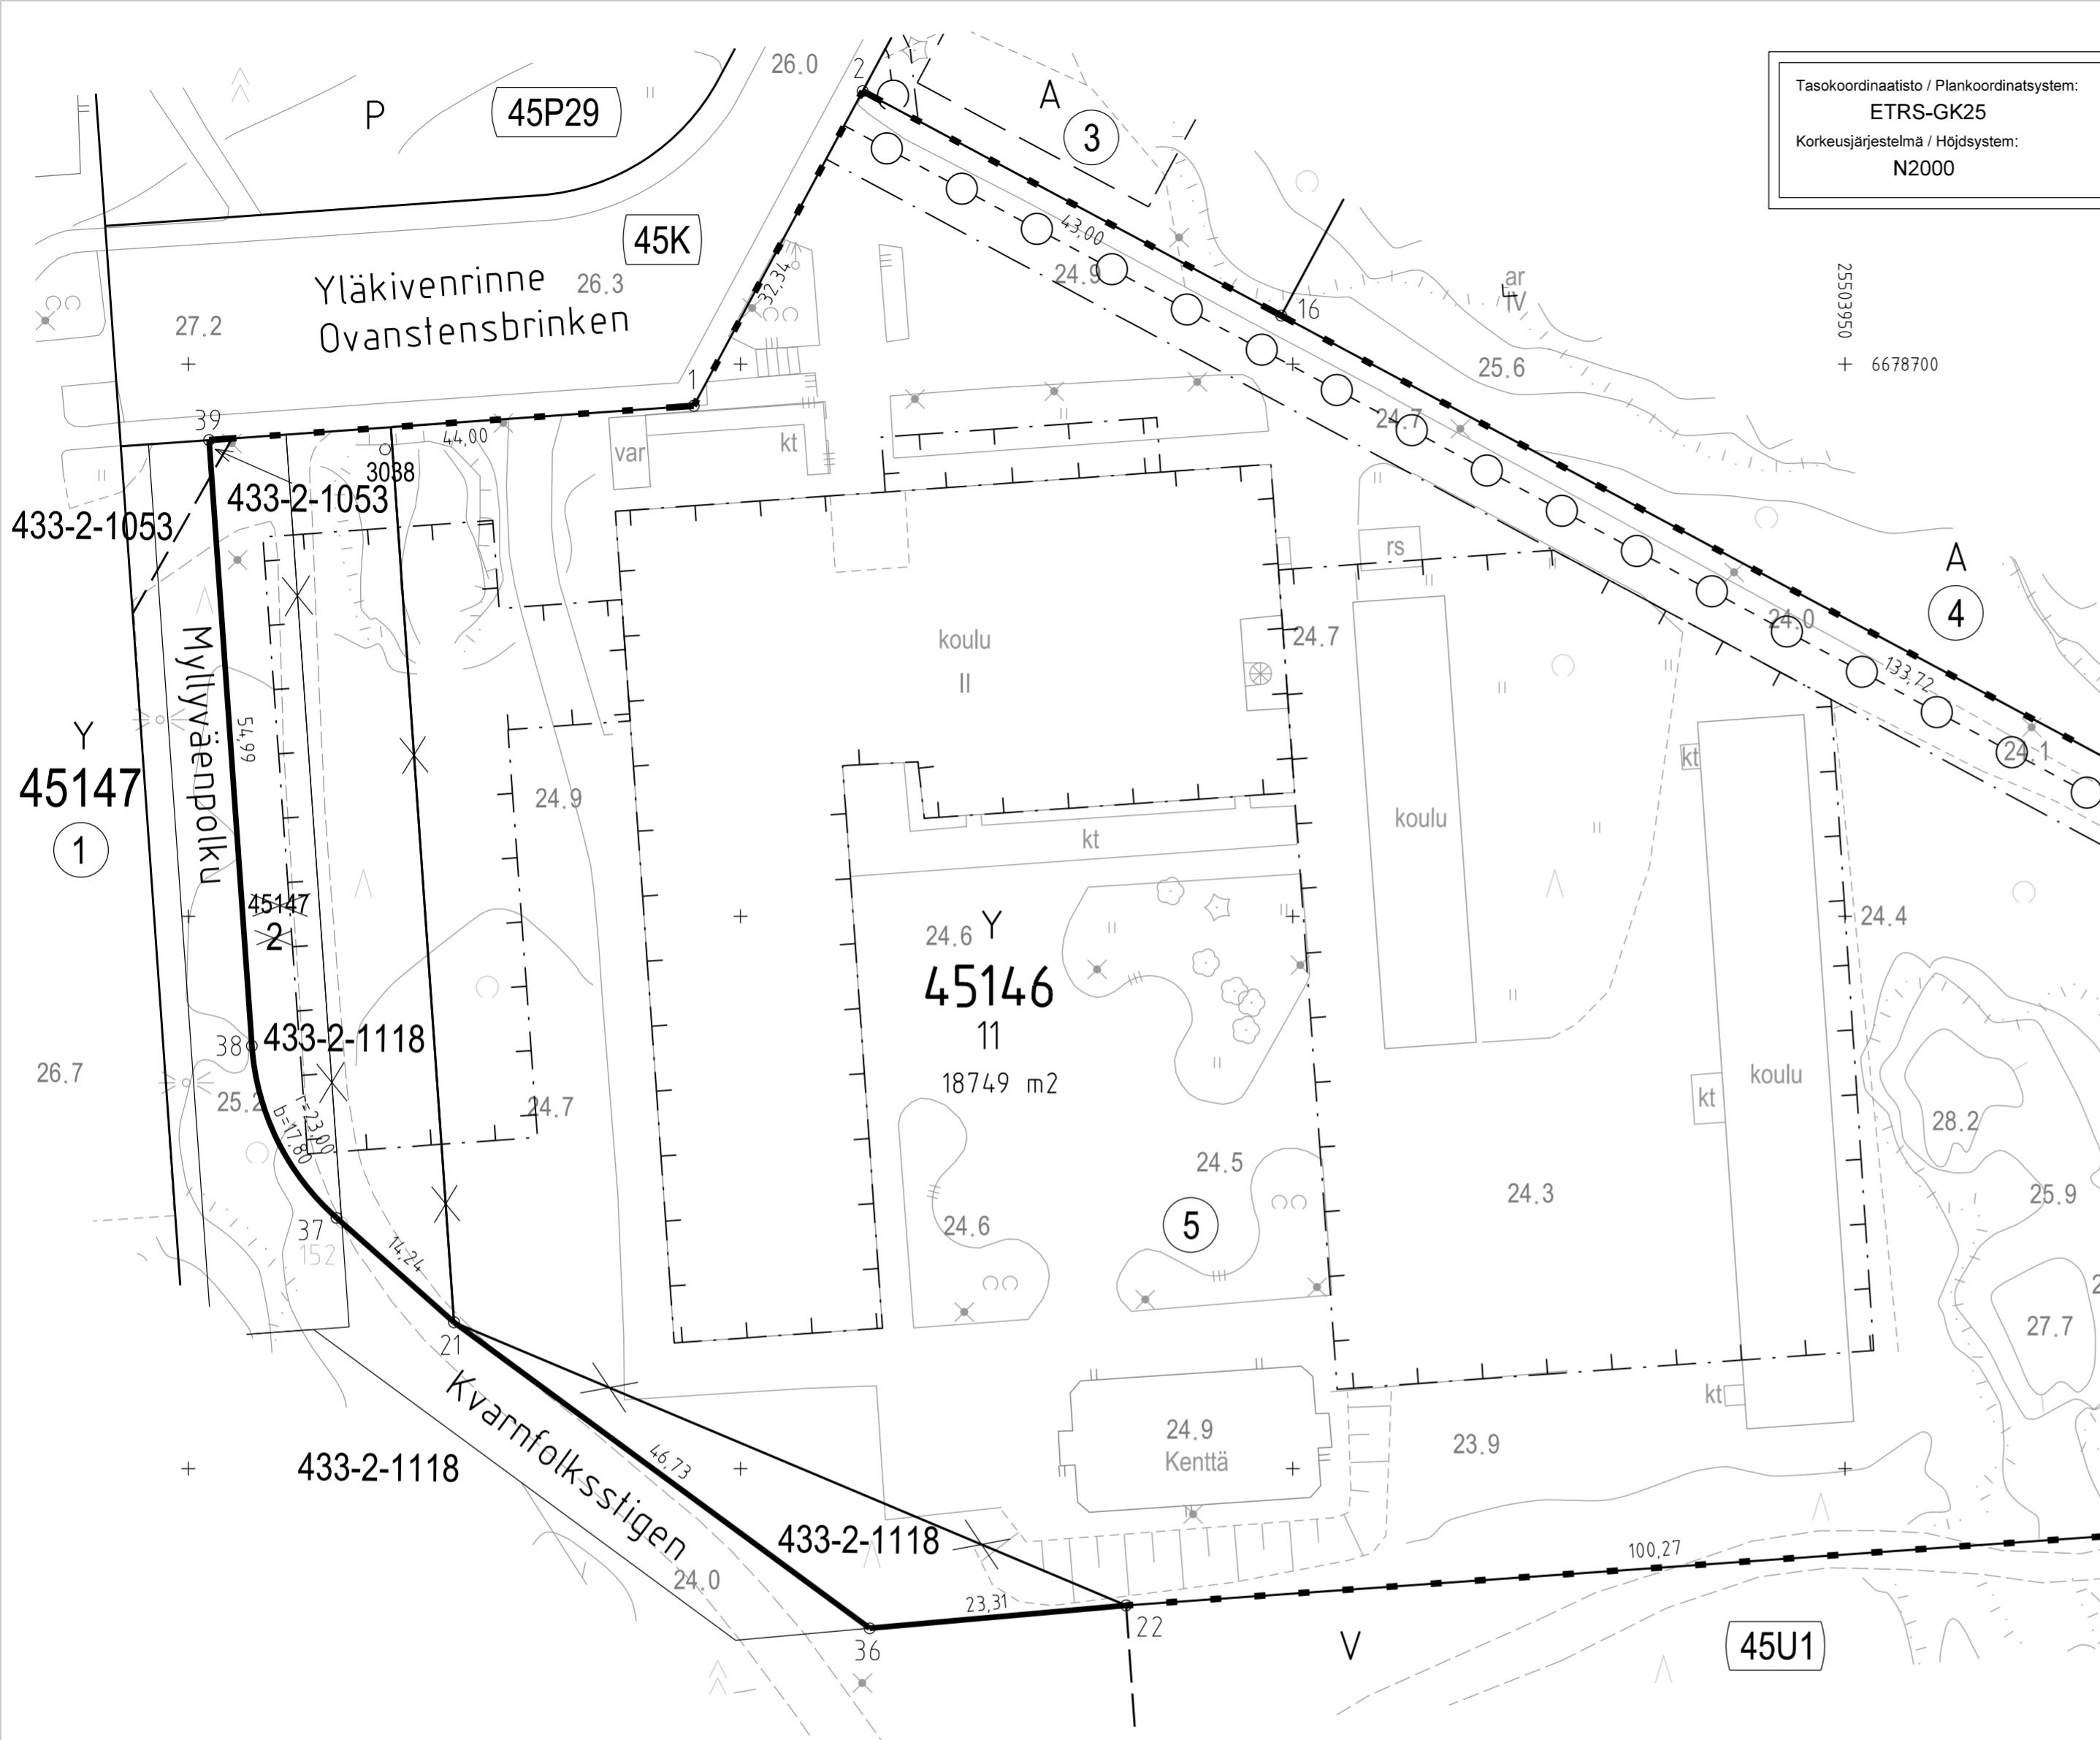 26.0
2
A
3
P
45P29
Tasokoordinaatisto / Plankoordinatsystem:
ETRS-GK25
Korkeusjärjestelmä / Höjdsystem:
N2000
45K
43,00
Yläkivenrinne
Ovanstensbrinken
26.3
32,34
24.9
16
ar
IV
25503950
6678700
27.2
25.6
1
39
44,00
3038
var
kt
24.7
433-2-1053
433-2-1053
rs
A
4
24.0
koulu
II
24.7
133,72
Myllyväenpolku
54,99
Y
45147
1
24.9
24.1
kt
koulu
kt
45147
2
24.6
Y
45146
11
18749 m2
24.4
38
433-2-1118
26.7
25.2
r=23,00
b=17,80
24.7
koulu
kt
28.2
24.5
24.3
25.9
5
24.6
37
152
14,24
21
27.7
kt
Kvarnfolksstigen
46,73
24.9
Kenttä
23.9
433-2-1118
433-2-1118
24.0
100,27
23,31
22
36
V
45U1